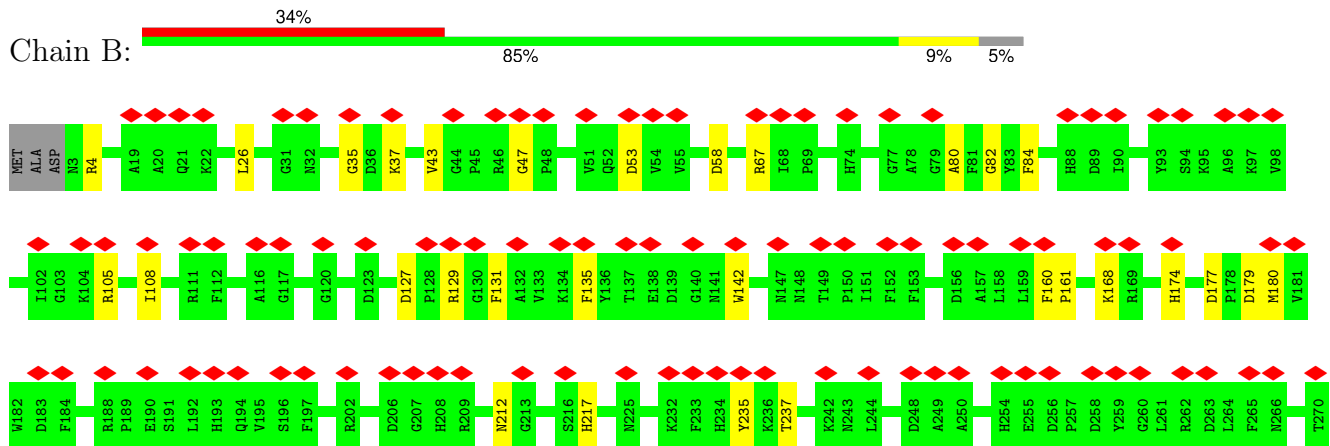 34%
Chain B:
85% 9% 5%
MET ALA ASP N3 R4 A19 A20 Q21 K22 L26 G31 N32 G35 D36 K37 V43 G44 P45 R46 G47 P48 V51 Q52 D53 V54 V55 D58 R67 I68 P69 H74 G77 A78 G79 A80 F81 G82 Y83 F84 H88 D89 I90 Y93 S94 K95 A96 K97 V98
I102 G103 K104 R105 I108 R111 F112 A116 G117 G120 D123 D127 P128 R129 G130 F131 A132 V133 K134 F135 Y136 T137 E138 D139 G140 N141 W142 N147 N148 T149 P150 I151 F152 F153 D156 A157 L158 L159 F160 P161 K168 R169 H174 D177 P178 D179 M180 V181
W182 D183 F184 R188 P189 E190 S191 L192 H193 Q194 V195 S196 F197 R202 D206 G207 H208 R209 N212 G213 S216 H217 N225 K232 F233 H234 Y235 K236 T237 K242 N243 L244 D248 A249 A250 H254 E255 D256 P257 D258 Y259 G260 L261 R262 D263 L264 F265 N266 T270